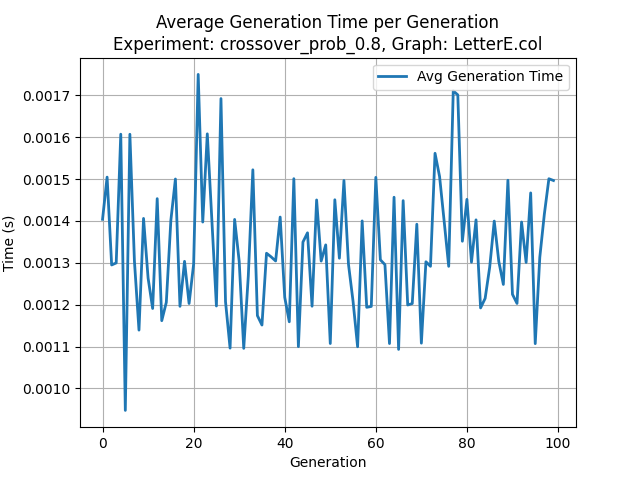 Average Generation Time per Generation
Experiment: crossover_prob_0.8, Graph: LetterE.col
Avg Generation Time
0.0017
0.0016
0.0015
0.0014
0.0013
0.0012
0.0011
0.0010
Time (s)
0 20 40 60 80 100
Generation